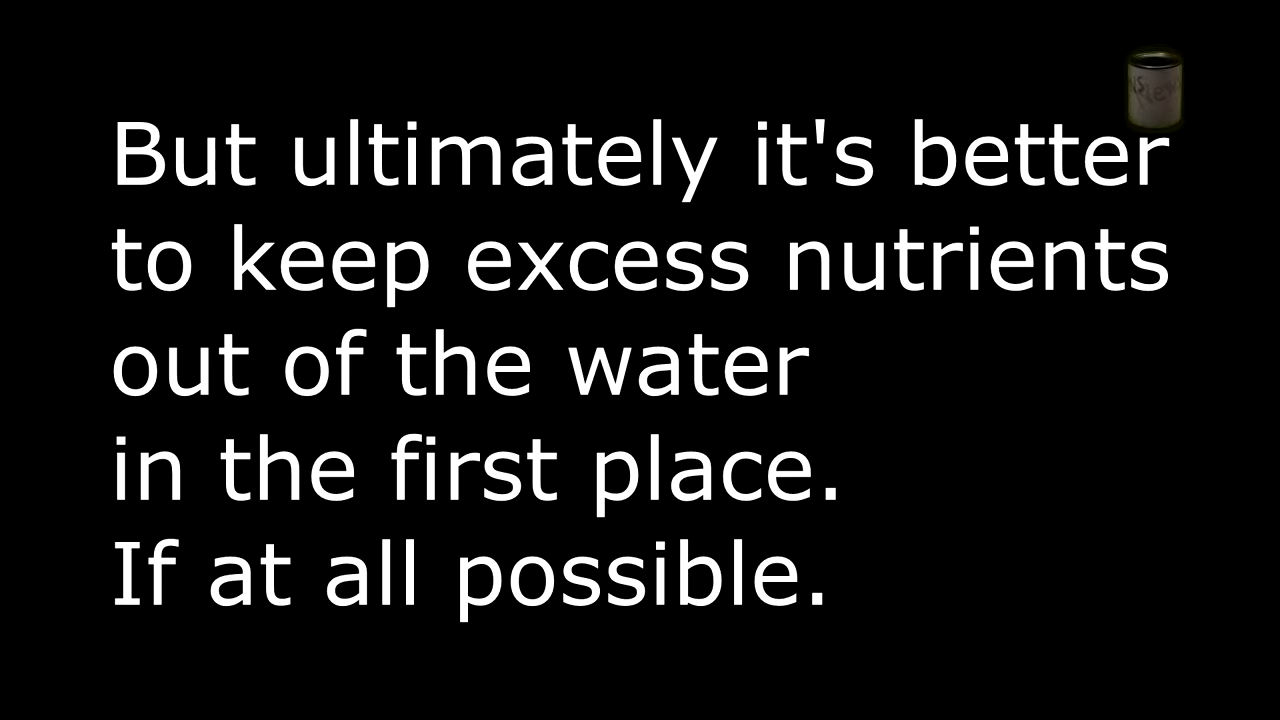 But ultimately it's better
to keep excess nutrients
out of the water
in the first place.
If at all possible.